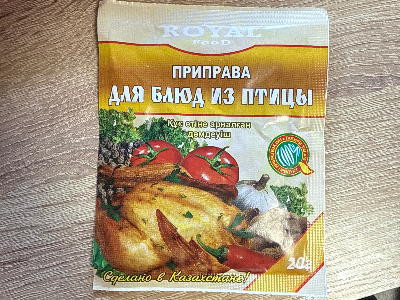 ROYAL
FOOD
ПРИПРАВА
ДЛЯ БЛЮД ИЗ ПТИЦЫ
Құс етіне арналған
дәмдеуіш
Сделано в Казахстане!
20г